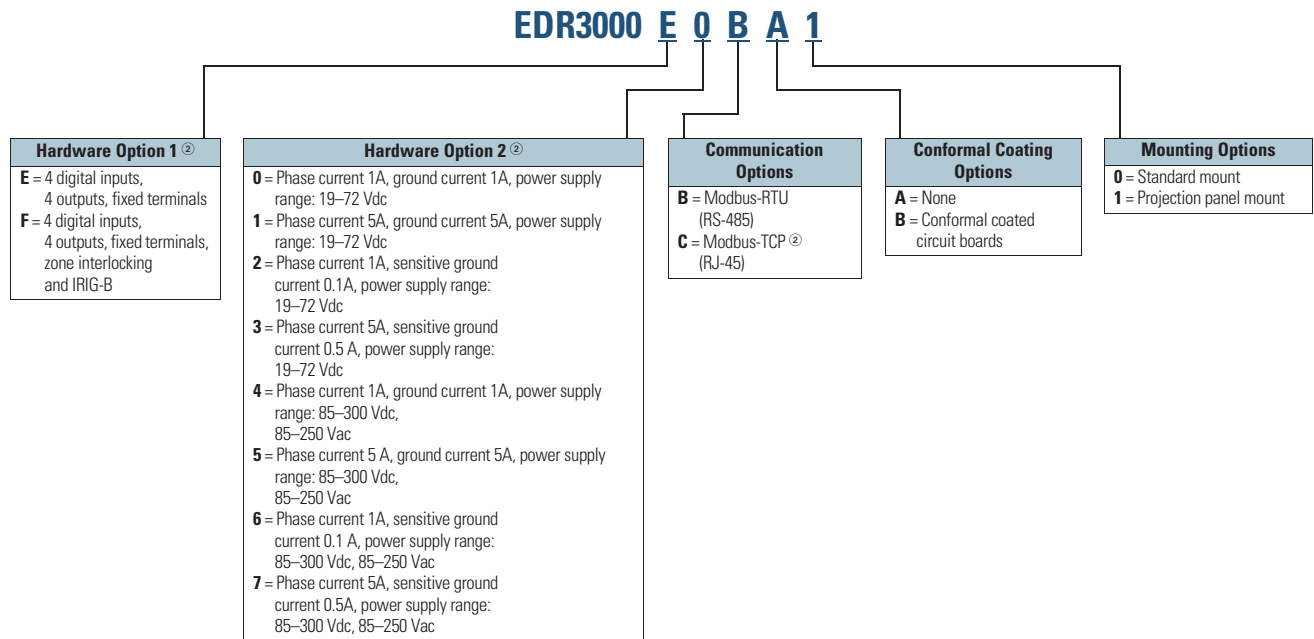 EDR3000 E 0 B A 1
Hardware Option 1 ②
E = 4 digital inputs,
4 outputs, fixed terminals
F = 4 digital inputs,
4 outputs, fixed terminals,
zone interlocking
and IRIG-B
Hardware Option 2 ②
0 = Phase current 1A, ground current 1A, power supply
range: 19–72 Vdc
1 = Phase current 5A, ground current 5A, power supply
range: 19–72 Vdc
2 = Phase current 1A, sensitive ground
current 0.1A, power supply range:
19–72 Vdc
3 = Phase current 5A, sensitive ground
current 0.5 A, power supply range:
19–72 Vdc
4 = Phase current 1A, ground current 1A, power supply
range: 85–300 Vdc,
85–250 Vac
5 = Phase current 5 A, ground current 5A, power supply
range: 85–300 Vdc,
85–250 Vac
6 = Phase current 1A, sensitive ground
current 0.1 A, power supply range:
85–300 Vdc, 85–250 Vac
7 = Phase current 5A, sensitive ground
current 0.5A, power supply range:
85–300 Vdc, 85–250 Vac
Communication
Options
B = Modbus-RTU
(RS-485)
C = Modbus-TCP ②
(RJ-45)
Conformal Coating
Options
A = None
B = Conformal coated
circuit boards
Mounting Options
0 = Standard mount
1 = Projection panel mount